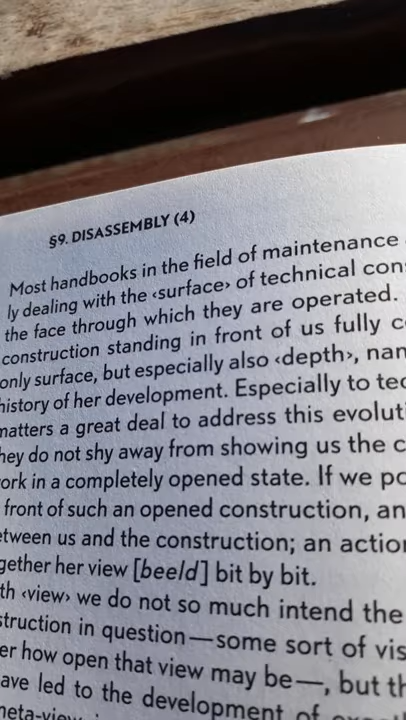 §9. DISASSEMBLY (4)
Most handbooks in the field of maintenance
ly dealing with the ‹surface› of technical con
the face through which they are operated.
construction standing in front of us fully c
only surface, but especially also ‹depth›, nam
history of her development. Especially to tec
matters a great deal to address this evoluti
hey do not shy away from showing us the c
ork in a completely opened state. If we po
front of such an opened construction, an
etween us and the construction; an action
gether her view [beeld] bit by bit.
th ‹view› we do not so much intend the
struction in question—some sort of vis
er how open that view may be—, but th
ave led to the development of
meta-view